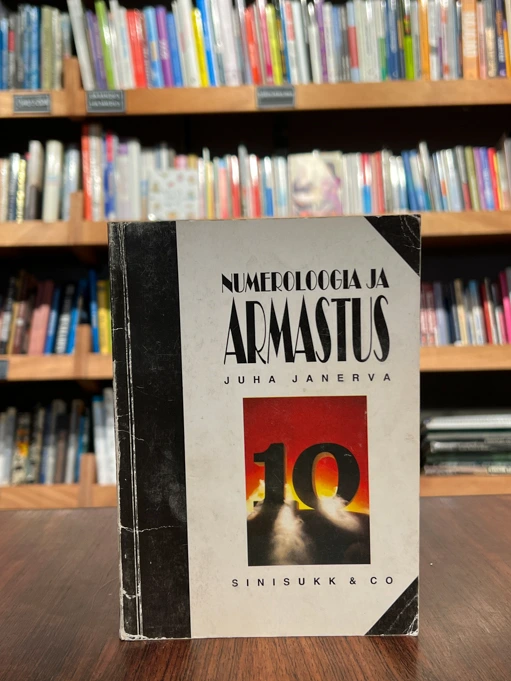 NUMEROLOOGIA JA
ARMASTUS
JUHA JANERVA
10
SINISUKK & CO